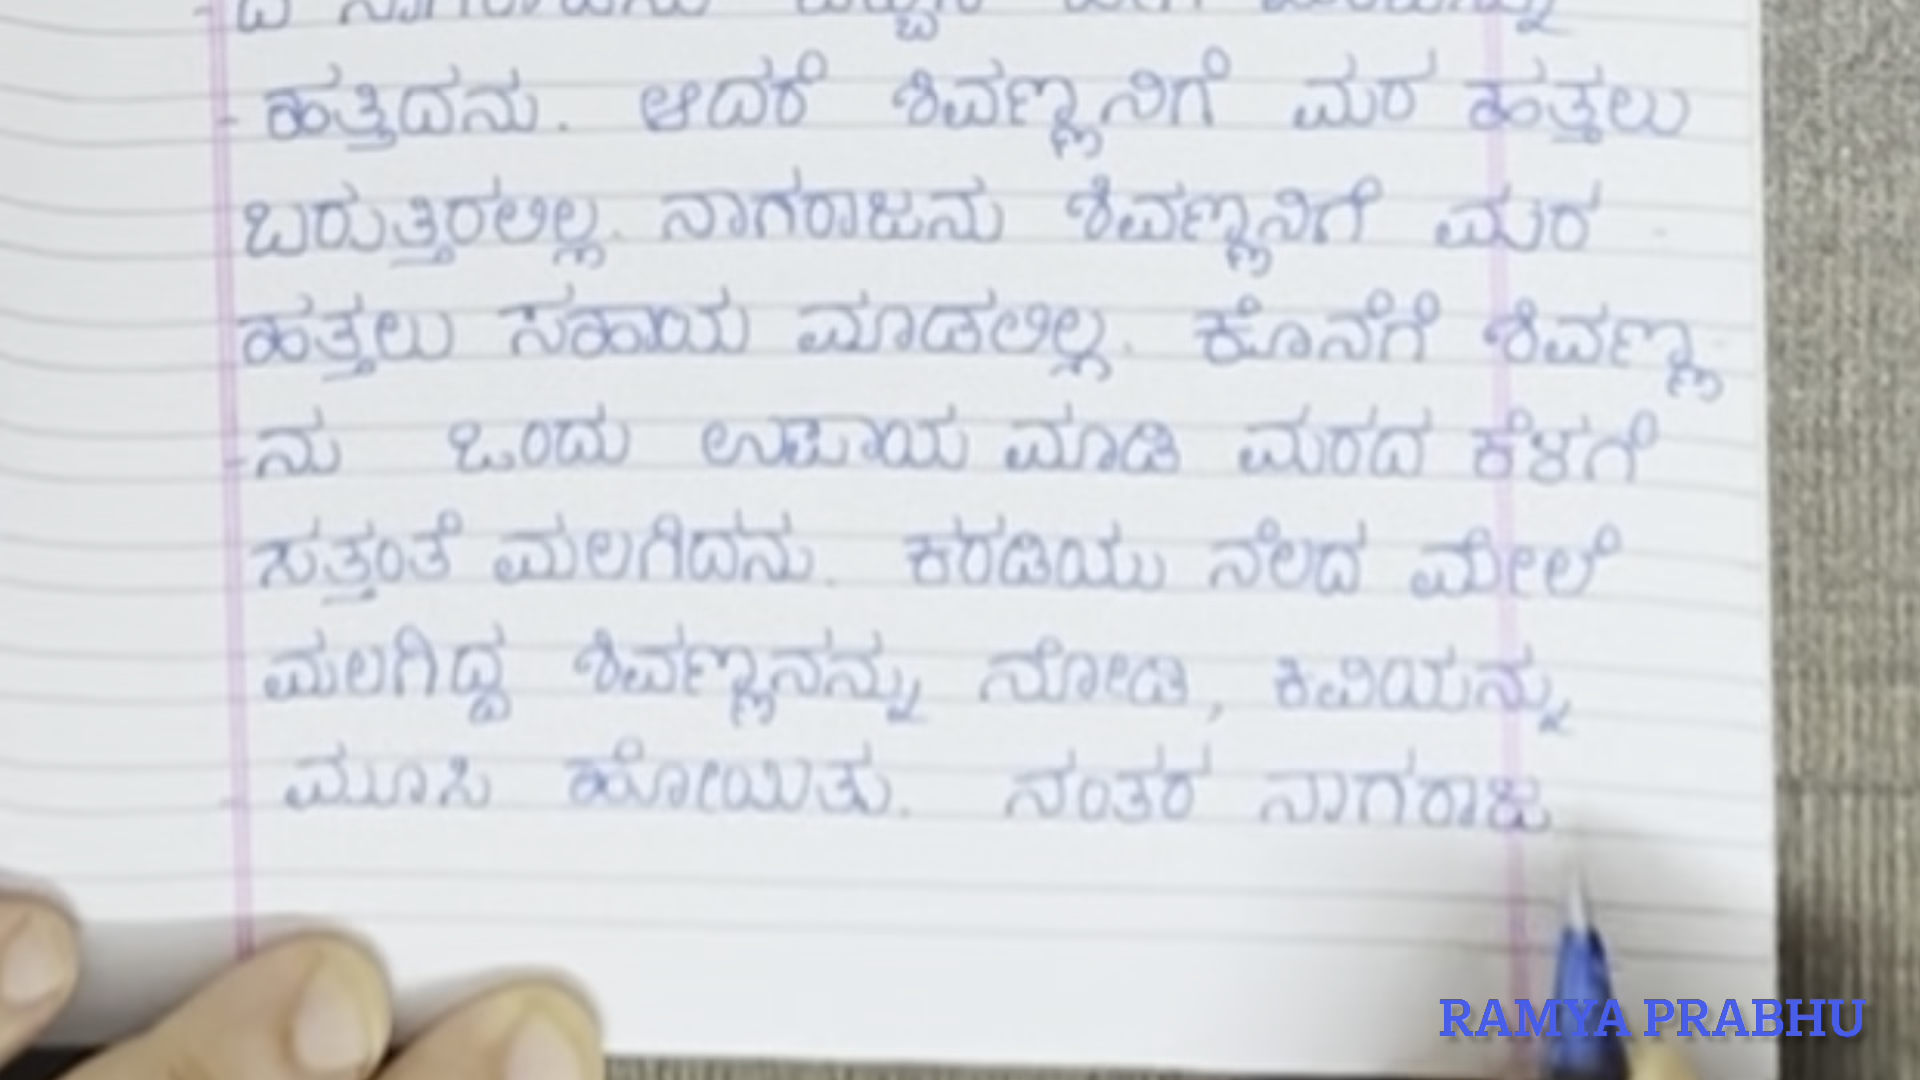 ಹತ್ತಿದನು. ಆದರೆ ಶಿವಣ್ಣನಿಗೆ ಮರ ಹತ್ತಲು
ಬರುತ್ತಿರಲಿಲ್ಲ. ನಾಗರಾಜನು ಶಿವಣ್ಣನಿಗೆ ಮರ
ಹತ್ತಲು ಸಹಾಯ ಮಾಡಲಿಲ್ಲ. ಕೊನೆಗೆ ಶಿವಣ್ಣ
ನು ಒಂದು ಉಪಾಯ ಮಾಡಿ ಮರದ ಕೆಳಗೆ
ಸತ್ತಂತೆ ಮಲಗಿದನು. ಕರಡಿಯು ನೆಲದ ಮೇಲೆ
ಮಲಗಿದ್ದ ಶಿವಣ್ಣನನ್ನು ನೋಡಿ, ಕಿವಿಯನ್ನು
ಮೂಸಿ ಹೋಯಿತು. ನಂತರ ನಾಗರಾಜ
RAMYA PRABHU